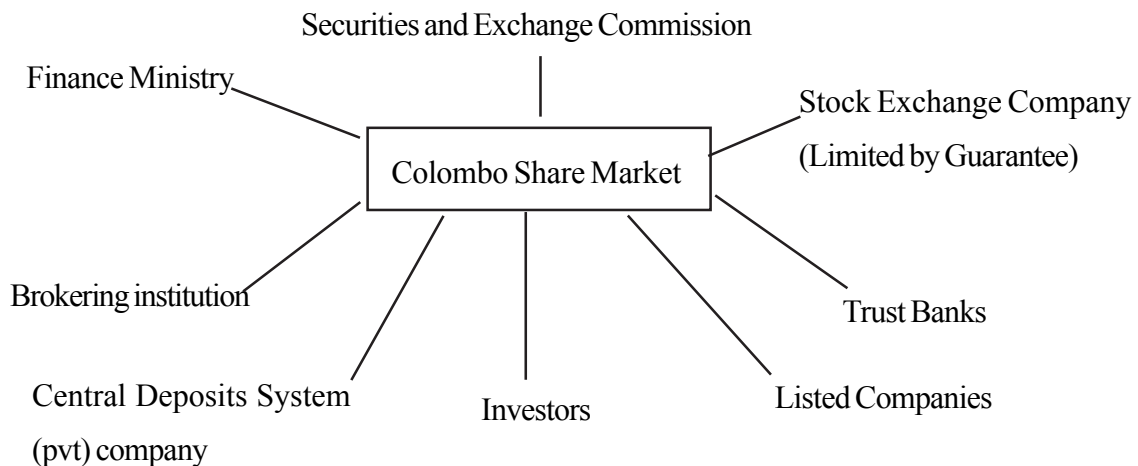 Securities and Exchange Commission
Finance Ministry
Stock Exchange Company
(Limited by Guarantee)
Colombo Share Market
Brokering institution
Trust Banks
Central Deposits System
(pvt) company
Investors
Listed Companies